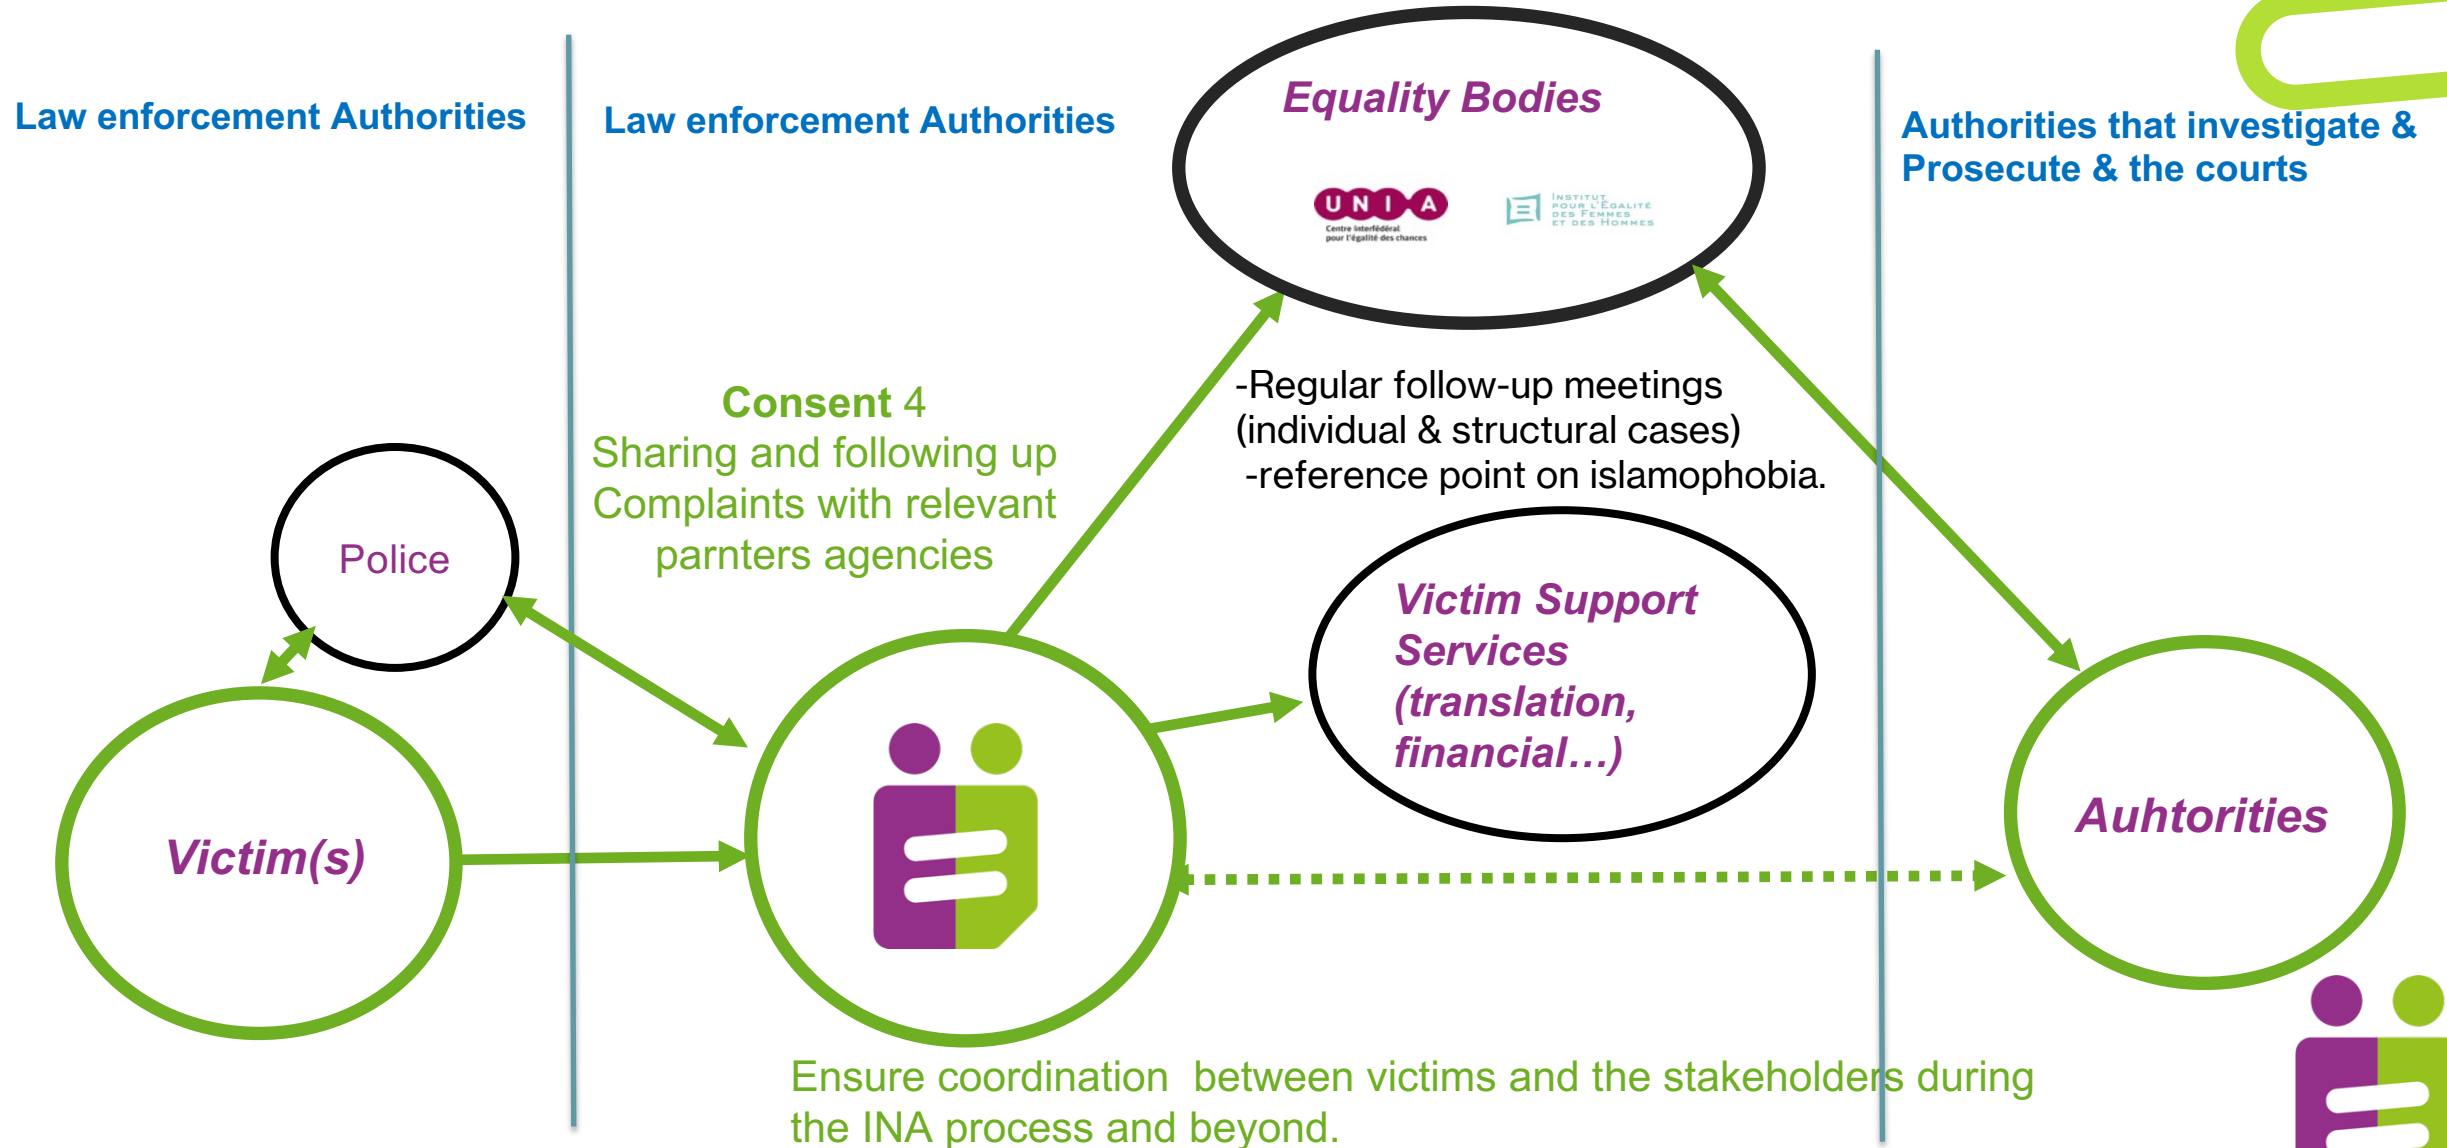 Law enforcement Authorities
Law enforcement Authorities
Equality Bodies
UNIA
Centre interfédéral
pour l'égalité des chances
INSTITUT
POUR L'ÉGALITÉ
DES FEMMES
ET DES HOMMES
Authorities that investigate &
Prosecute & the courts
Consent 4
Sharing and following up
Complaints with relevant
parnters agencies
-Regular follow-up meetings
(individual & structural cases)
-reference point on islamophobia.
Police
Victim Support
Services
(translation,
financial…)
Victim(s)
Auhtorities
Ensure coordination  between victims and the stakeholders during
the INA process and beyond.